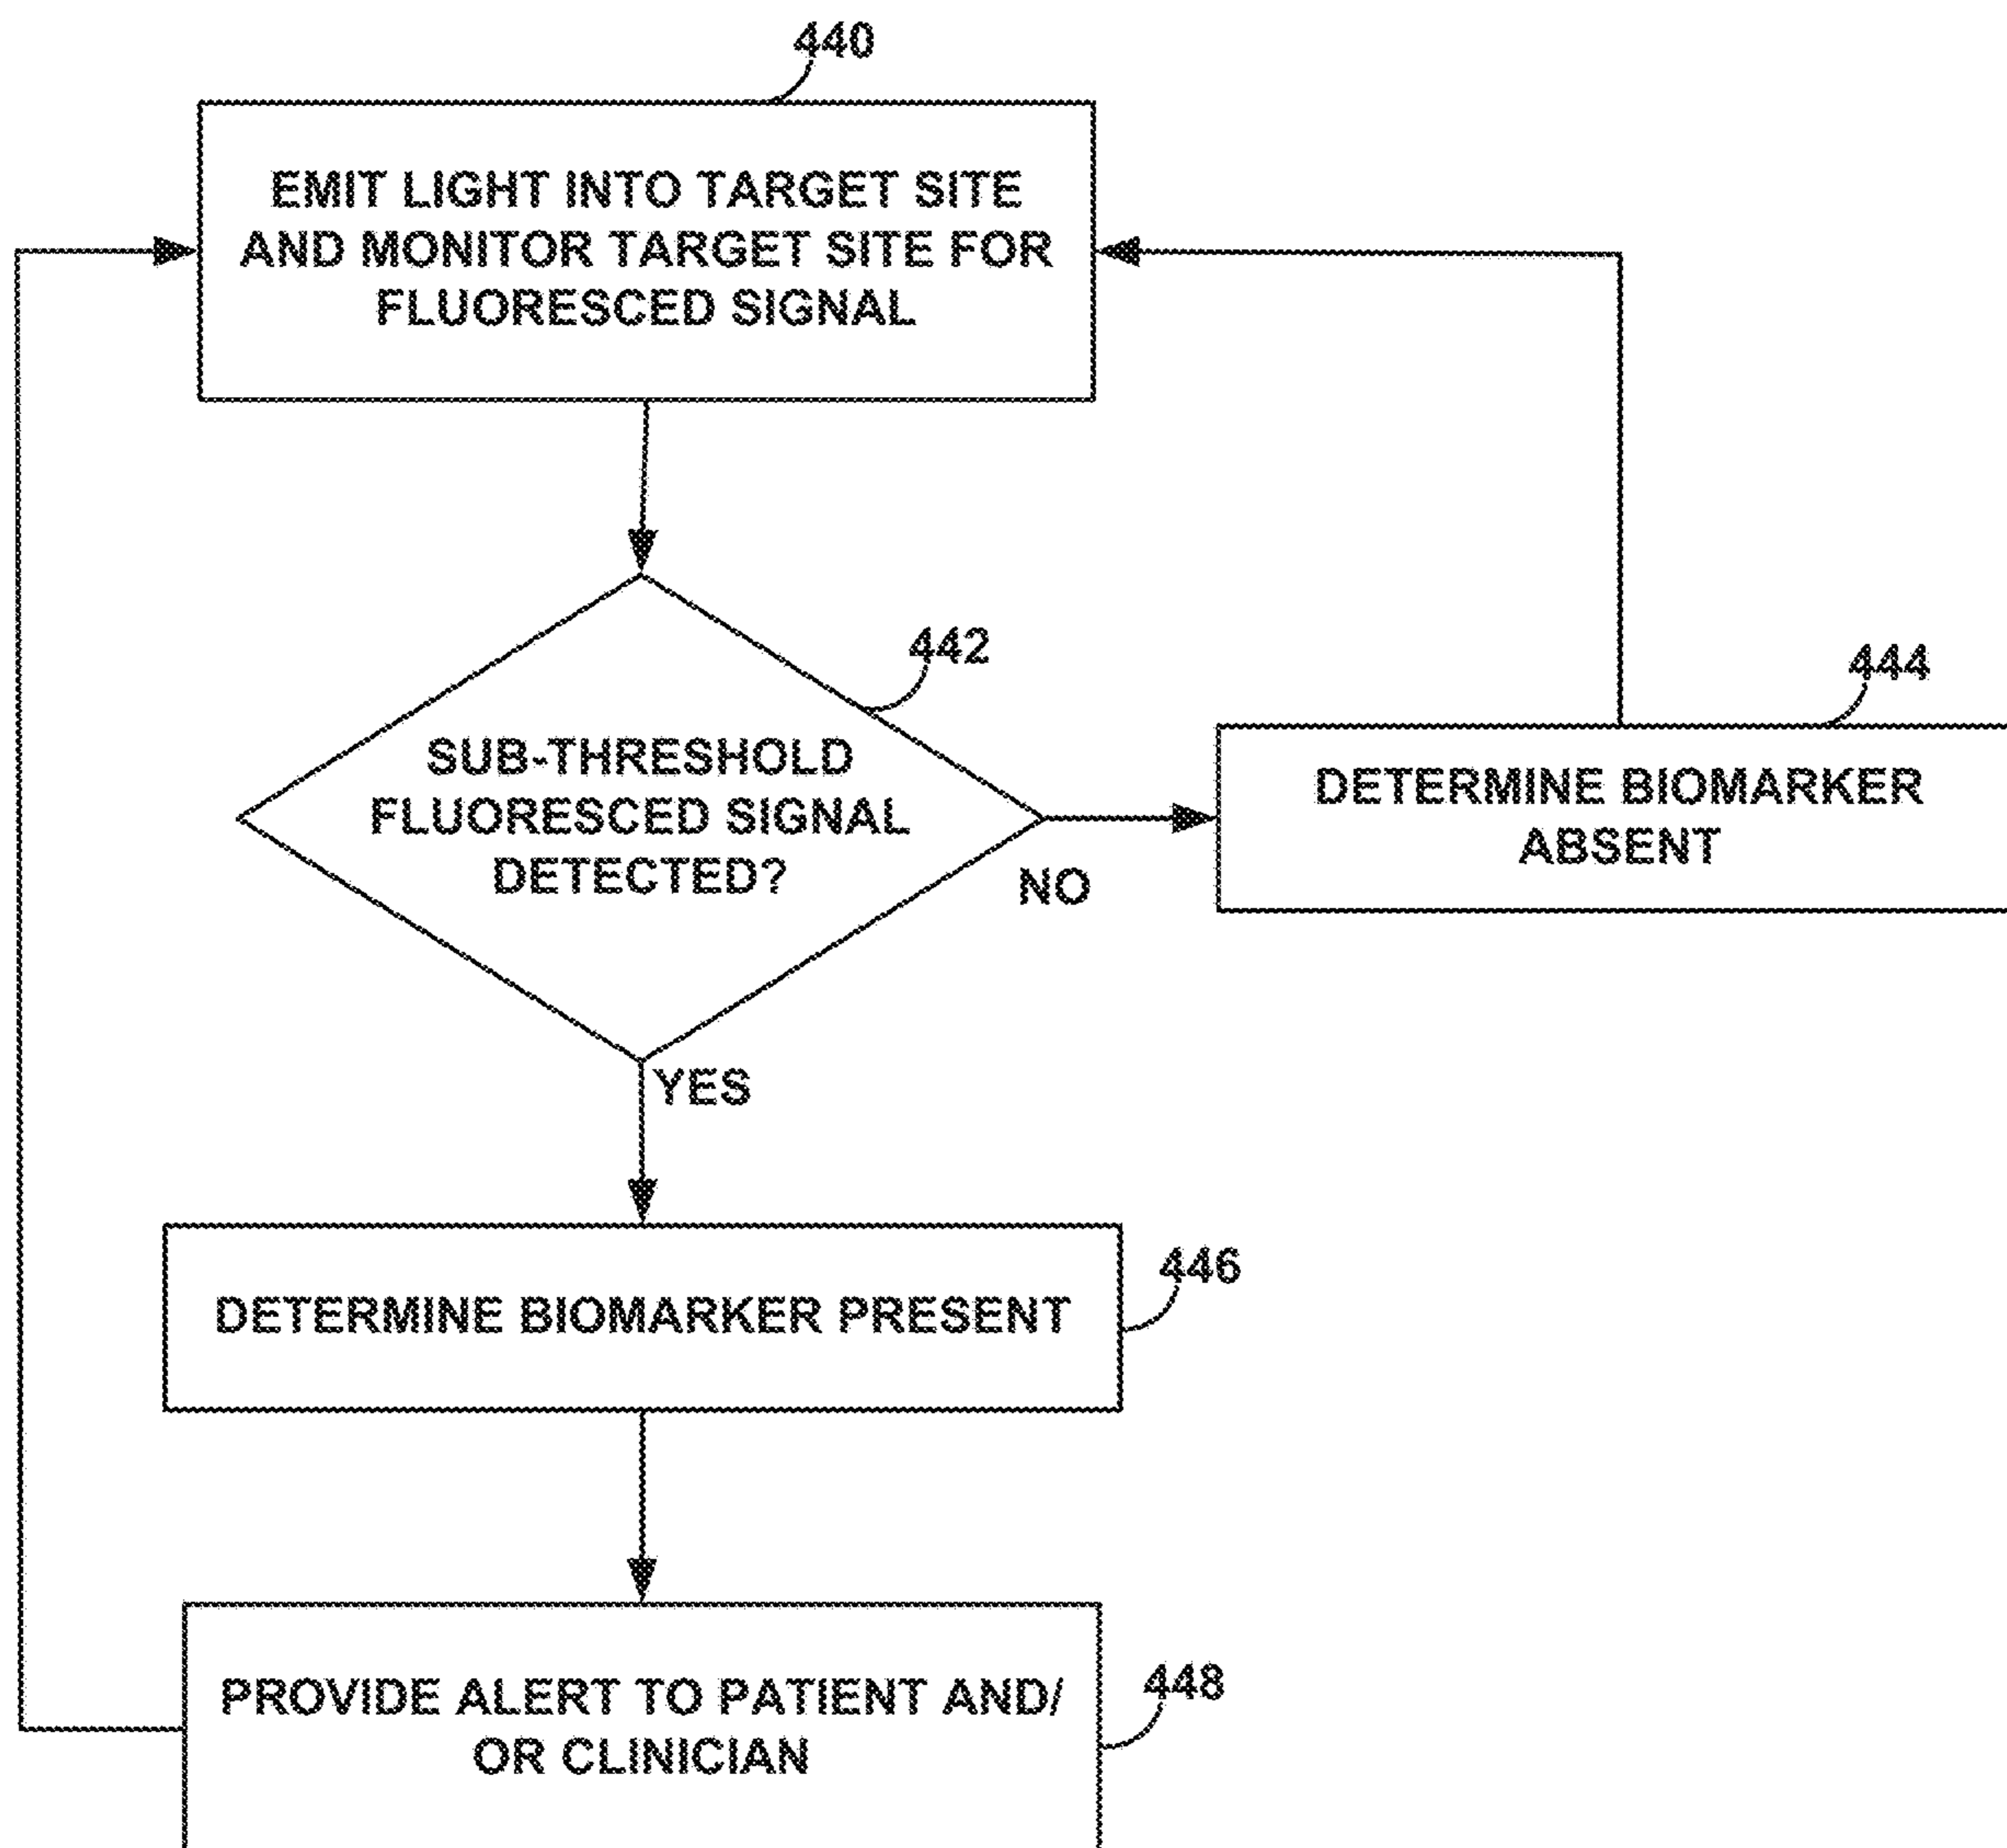 440
EMIT LIGHT INTO TARGET SITE
AND MONITOR TARGET SITE FOR
FLUORESCED SIGNAL
442
SUB-THRESHOLD
FLUORESCED SIGNAL
DETECTED?
NO
444
DETERMINE BIOMARKER
ABSENT
YES
446
DETERMINE BIOMARKER PRESENT
448
PROVIDE ALERT TO PATIENT AND/
OR CLINICIAN